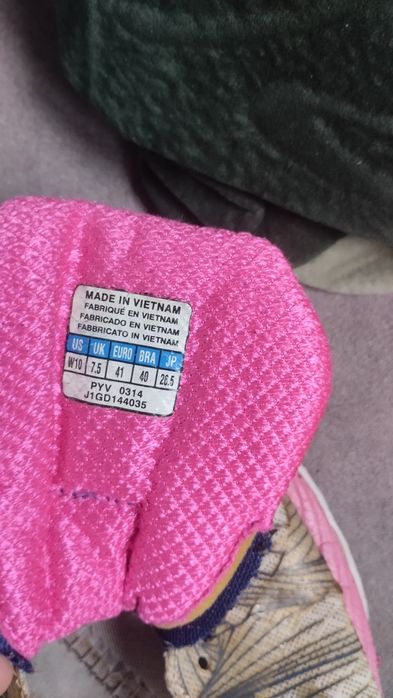 MADE IN VIETNAM
FABRIQUÉ EN VIETNAM
FABRICADO EN VIETNAM
FABBRICATO IN VIETNAM
US UK EURO BRA JP
W10 7.5 41 40 26.5
PYV 0314
J1GD144035